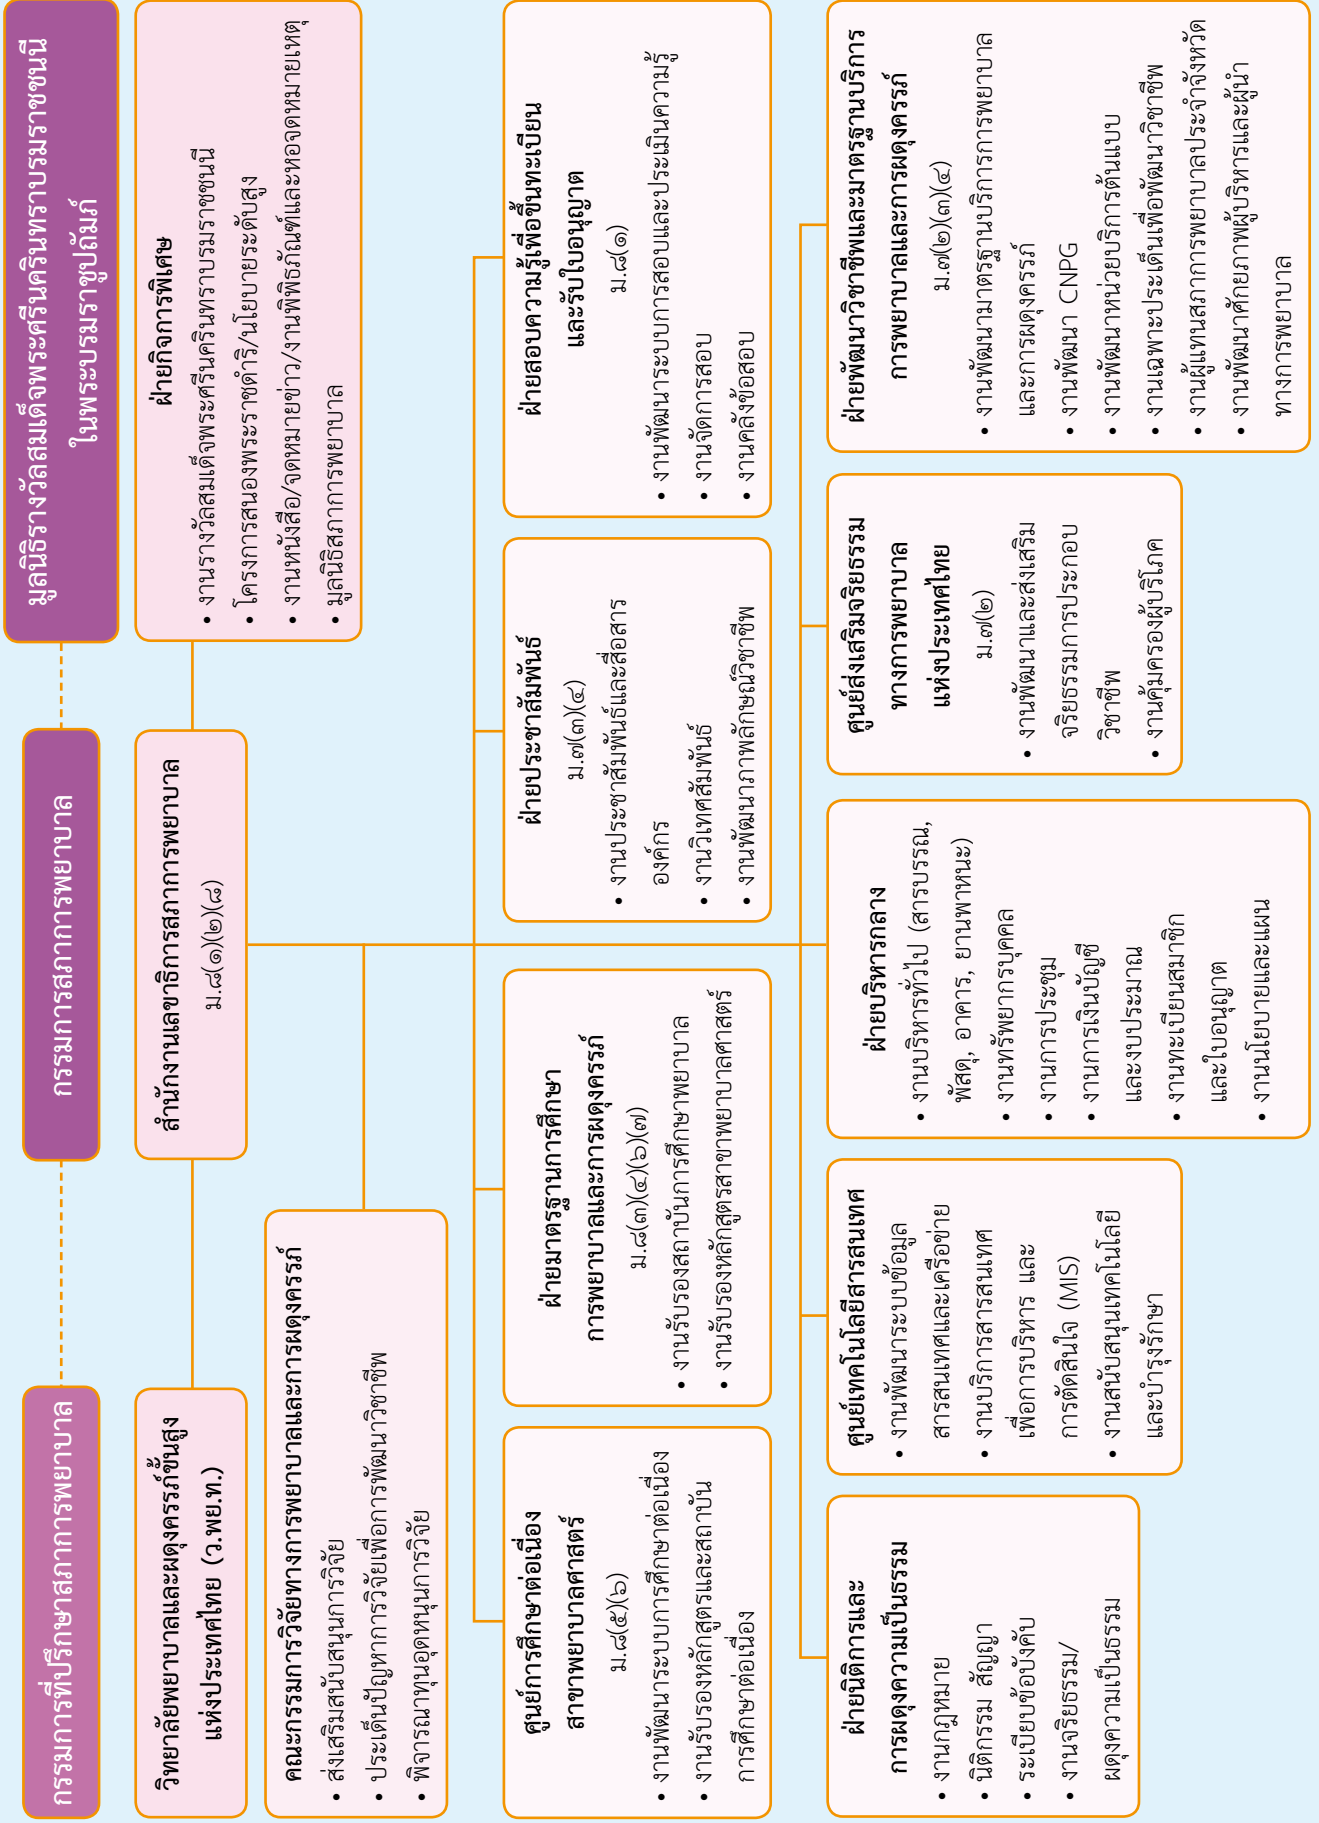 กรรมการที่ปรึกษาสภาการพยาบาล
กรรมการสภาการพยาบาล
มูลนิธิรางวัลสมเด็จพระศรีนครินทราบรมราชชนนี
ในพระบรมราชูปถัมภ์
วิทยาลัยพยาบาลและผดุงครรภ์ขั้นสูง
แห่งประเทศไทย (ว.พย.ท.)
สำนักงานเลขาธิการสภาการพยาบาล
ม.๘(๑)(๒)(๘)
ฝ่ายกิจการพิเศษ
• งานรางวัลสมเด็จพระศรีนครินทราบรมราชชนนี
• โครงการสนองพระราชดำริ/นโยบายระดับสูง
• งานหนังสือ/จดหมายข่าว/งานพิพิธภัณฑ์และหอจดหมายเหตุ
• มูลนิธิสภาการพยาบาล
คณะกรรมการวิจัยทางการพยาบาลและการผดุงครรภ์
• ส่งเสริมสนับสนุนการวิจัย
• ประเด็นปัญหาการวิจัยเพื่อการพัฒนาวิชาชีพ
• พิจารณาทุนอุดหนุนการวิจัย
ศูนย์การศึกษาต่อเนื่อง
สาขาพยาบาลศาสตร์
ม.๘(๕)(๖)
• งานพัฒนาระบบการศึกษาต่อเนื่อง
• งานรับรองหลักสูตรและสถาบัน
การศึกษาต่อเนื่อง
ฝ่ายมาตรฐานการศึกษา
การพยาบาลและการผดุงครรภ์
ม.๘(๓)(๔)(๖)(๗)
• งานรับรองสถาบันการศึกษาพยาบาล
• งานรับรองหลักสูตรสาขาพยาบาลศาสตร์
ฝ่ายประชาสัมพันธ์
ม.๗(๓)(๔)
• งานประชาสัมพันธ์และสื่อสาร
องค์กร
• งานวิเทศสัมพันธ์
• งานพัฒนาภาพลักษณ์วิชาชีพ
ฝ่ายสอบความรู้เพื่อขึ้นทะเบียน
และรับใบอนุญาต
ม.๘(๑)
• งานพัฒนาระบบการสอบและประเมินความรู้
• งานจัดการสอบ
• งานคลังข้อสอบ
ฝ่ายนิติการและ
การผดุงความเป็นธรรม
• งานกฎหมาย
• นิติกรรม สัญญา
• ระเบียบข้อบังคับ
• งานจริยธรรม/
ผดุงความเป็นธรรม
ศูนย์เทคโนโลยีสารสนเทศ
• งานพัฒนาระบบข้อมูล
สารสนเทศและเครือข่าย
• งานบริการสารสนเทศ
เพื่อการบริหาร และ
การตัดสินใจ (MIS)
• งานสนับสนุนเทคโนโลยี
และบำรุงรักษา
ฝ่ายบริหารกลาง
• งานบริหารทั่วไป (สารบรรณ,
พัสดุ, อาคาร, ยานพาหนะ)
• งานทรัพยากรบุคคล
• งานการประชุม
• งานการเงินบัญชี
และงบประมาณ
• งานทะเบียนสมาชิก
และใบอนุญาต
• งานนโยบายและแผน
ศูนย์ส่งเสริมจริยธรรม
ทางการพยาบาล
แห่งประเทศไทย
ม.๗(๒)
• งานพัฒนาและส่งเสริม
จริยธรรมการประกอบ
วิชาชีพ
• งานคุ้มครองผู้บริโภค
ฝ่ายพัฒนาวิชาชีพและมาตรฐานบริการ
การพยาบาลและการผดุงครรภ์
ม.๗(๒)(๓)(๔)
• งานพัฒนามาตรฐานบริการการพยาบาล
และการผดุงครรภ์
• งานพัฒนา CNPG
• งานพัฒนาหน่วยบริการต้นแบบ
• งานเฉพาะประเด็นเพื่อพัฒนาวิชาชีพ
• งานผู้แทนสภาการพยาบาลประจำจังหวัด
• งานพัฒนาศักยภาพผู้บริหารและผู้นำ
ทางการพยาบาล